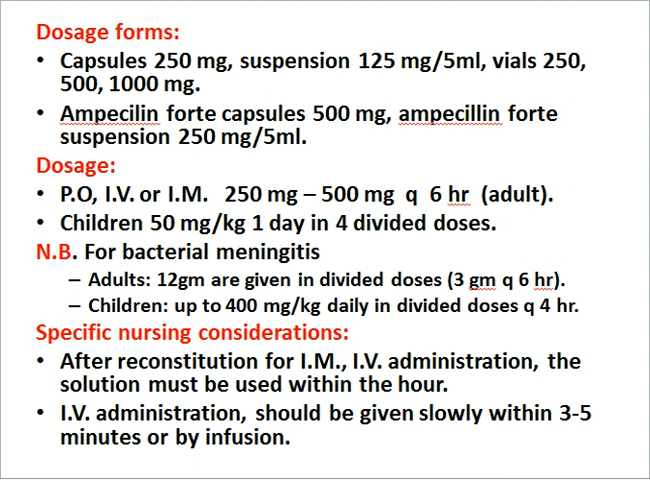 Dosage forms:
• Capsules 250 mg, suspension 125 mg/5ml, vials 250,
500, 1000 mg.
• Ampecilin forte capsules 500 mg, ampecillin forte
suspension 250 mg/5ml.
Dosage:
• P.O, I.V. or I.M. 250 mg – 500 mg q 6 hr (adult).
• Children 50 mg/kg 1 day in 4 divided doses.
N.B. For bacterial meningitis
– Adults: 12gm are given in divided doses (3 gm q 6 hr).
– Children: up to 400 mg/kg daily in divided doses q 4 hr.
Specific nursing considerations:
• After reconstitution for I.M., I.V. administration, the
solution must be used within the hour.
• I.V. administration, should be given slowly within 3-5
minutes or by infusion.